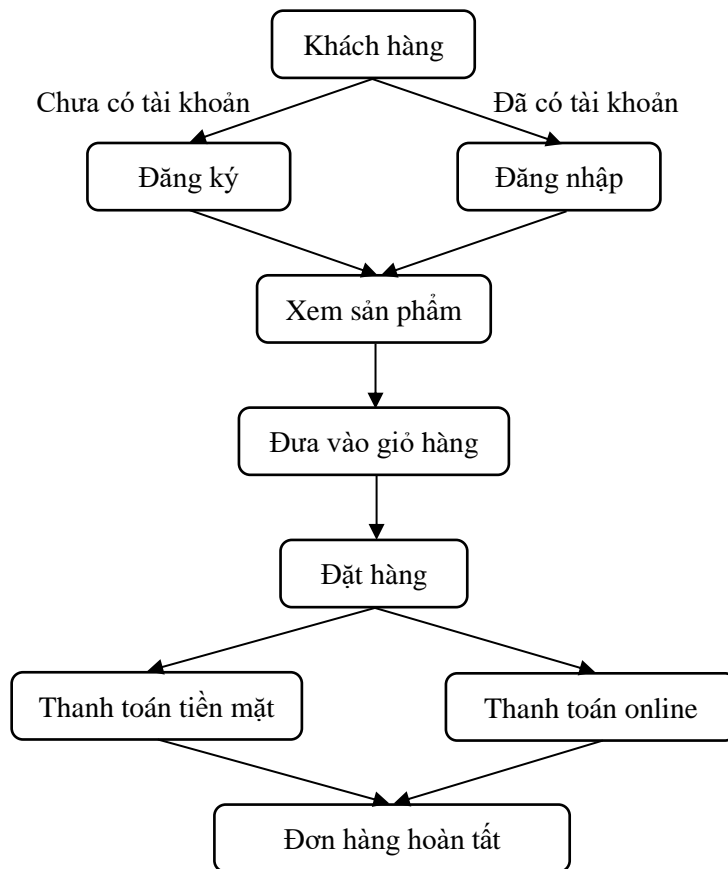 Khách hàng
Chưa có tài khoản
Đã có tài khoản
Đăng ký
Đăng nhập
Xem sản phẩm
Đưa vào giỏ hàng
Đặt hàng
Thanh toán tiền mặt
Thanh toán online
Đơn hàng hoàn tất